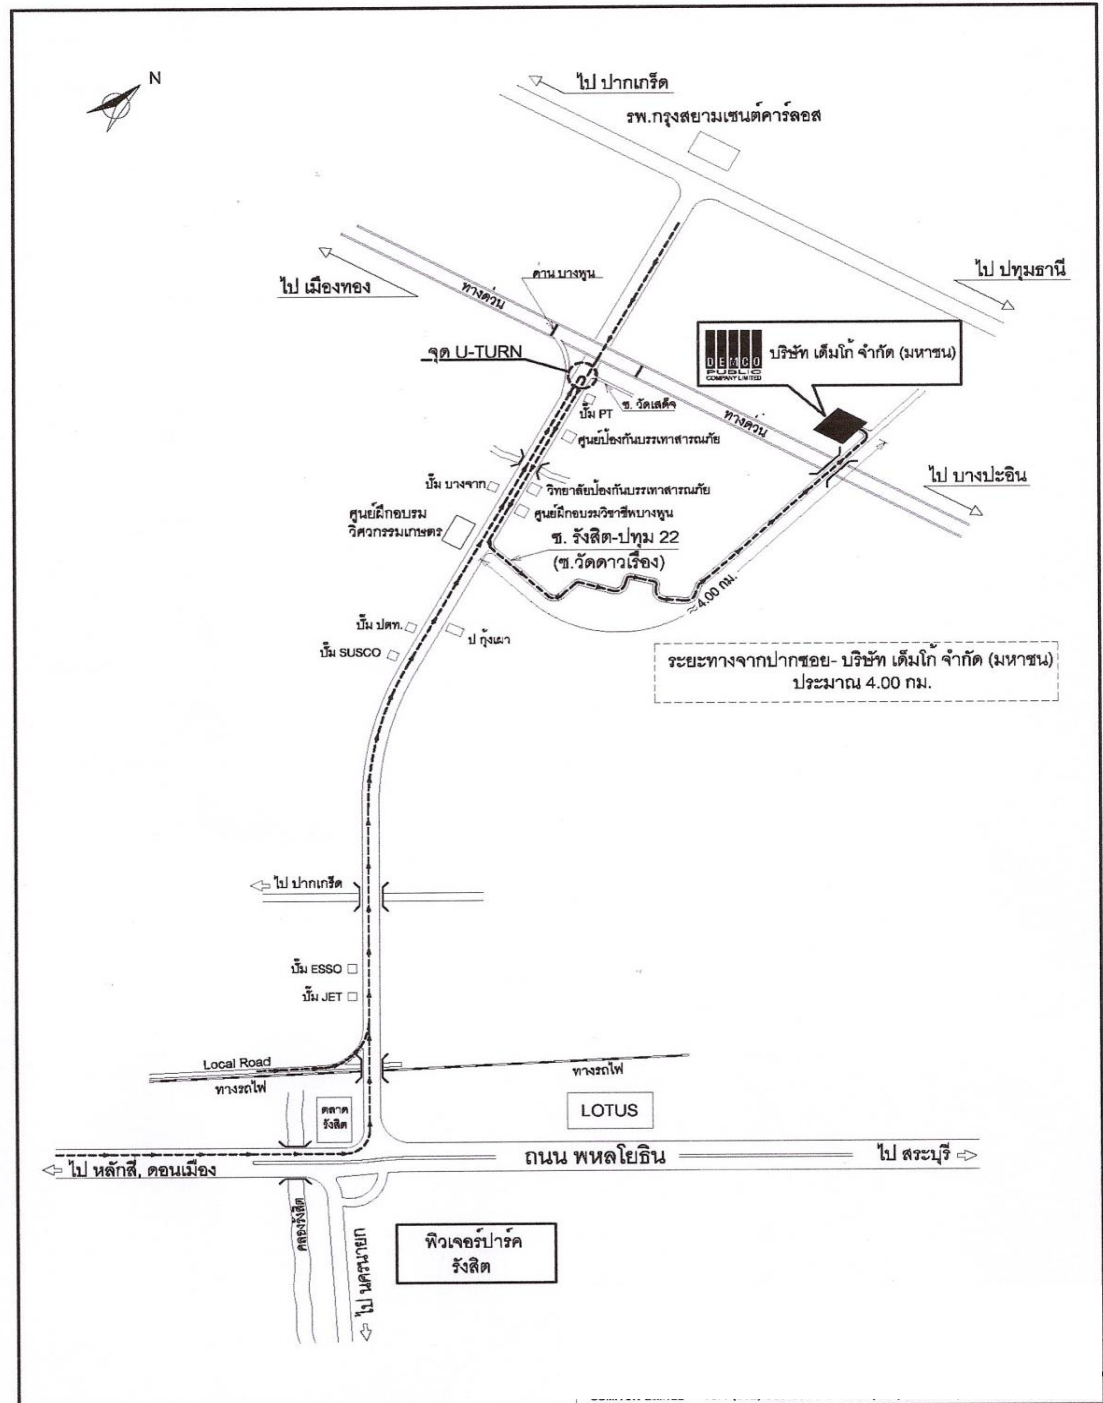 N
ไป ปากเกร็ด
รพ.กรุงสยามเซนต์คาร์ลอส
ไป ปทุมธานี
ไป เมืองทอง
ด่าน บางพูน
ทางด่วน
จุด U-TURN
DEMCO
PUBLIC
COMPANY LIMITED
บริษัท เด็มโก้ จำกัด (มหาชน)
ซ. วัดเสด็จ
ปั๊ม PT
ทางด่วน
ศูนย์ป้องกันบรรเทาสารณภัย
ไป บางปะอิน
ปั๊ม บางจาก
วิทยาลัยป้องกันบรรเทาสารณภัย
ศูนย์ฝึกอบรมวิชาชีพบางพูน
ศูนย์ฝึกอบรม
วิศวกรรมเกษตร
ซ. รังสิต-ปทุม 22
(ซ.วัดดาวเรือง)
≈ 4.00 กม.
ปั๊ม ปตท.
ป กุ้งเผา
ปั๊ม SUSCO
ระยะทางจากปากซอย- บริษัท เด็มโก้ จำกัด (มหาชน)
ประมาณ 4.00 กม.
ไป ปากเกร็ด
ปั๊ม ESSO
ปั๊ม JET
Local Road
ทางรถไฟ
ทางรถไฟ
ตลาด
รังสิต
LOTUS
ไป หลักสี่, ดอนเมือง
ถนน พหลโยธิน
ไป สระบุรี
คลองรังสิต
ไป นครนายก
พิวเจอร์ปาร์ค
รังสิต